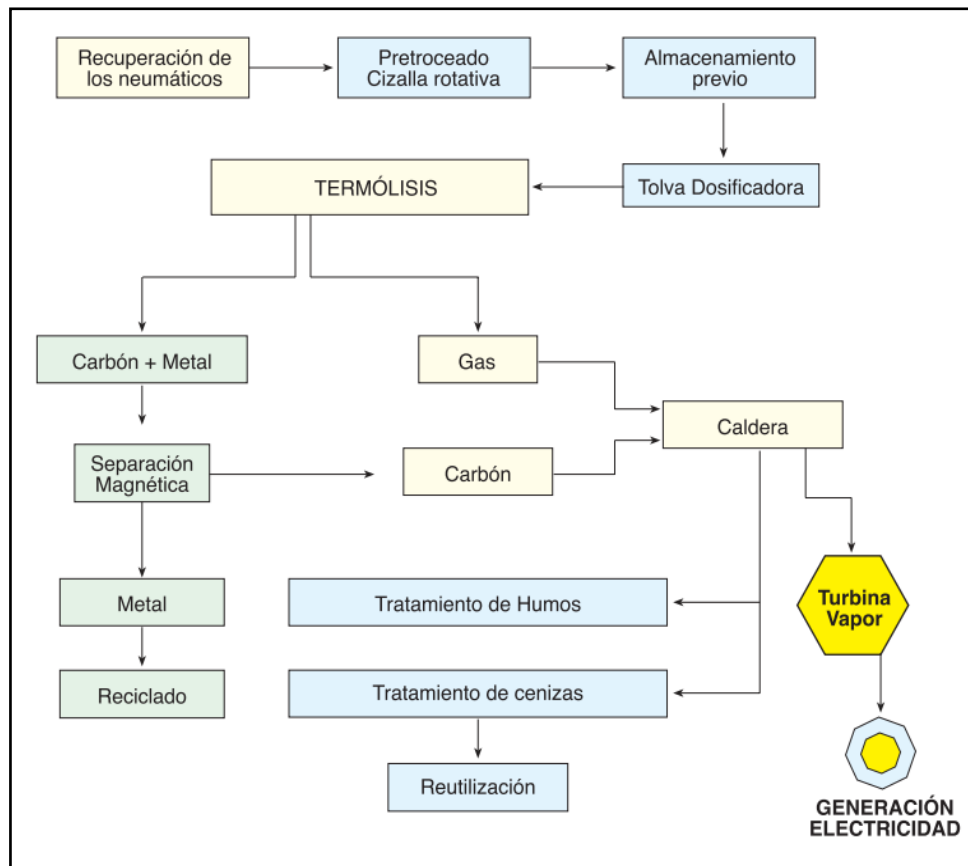 Recuperación de
los neumáticos
Pretroceado
Cizalla rotativa
Almacenamiento
previo
TERMÓLISIS
Tolva Dosificadora
Carbón + Metal
Gas
Caldera
Separación
Magnética
Carbón
Metal
Tratamiento de Humos
Turbina
Vapor
Reciclado
Tratamiento de cenizas
Reutilización
GENERACIÓN
ELECTRICIDAD